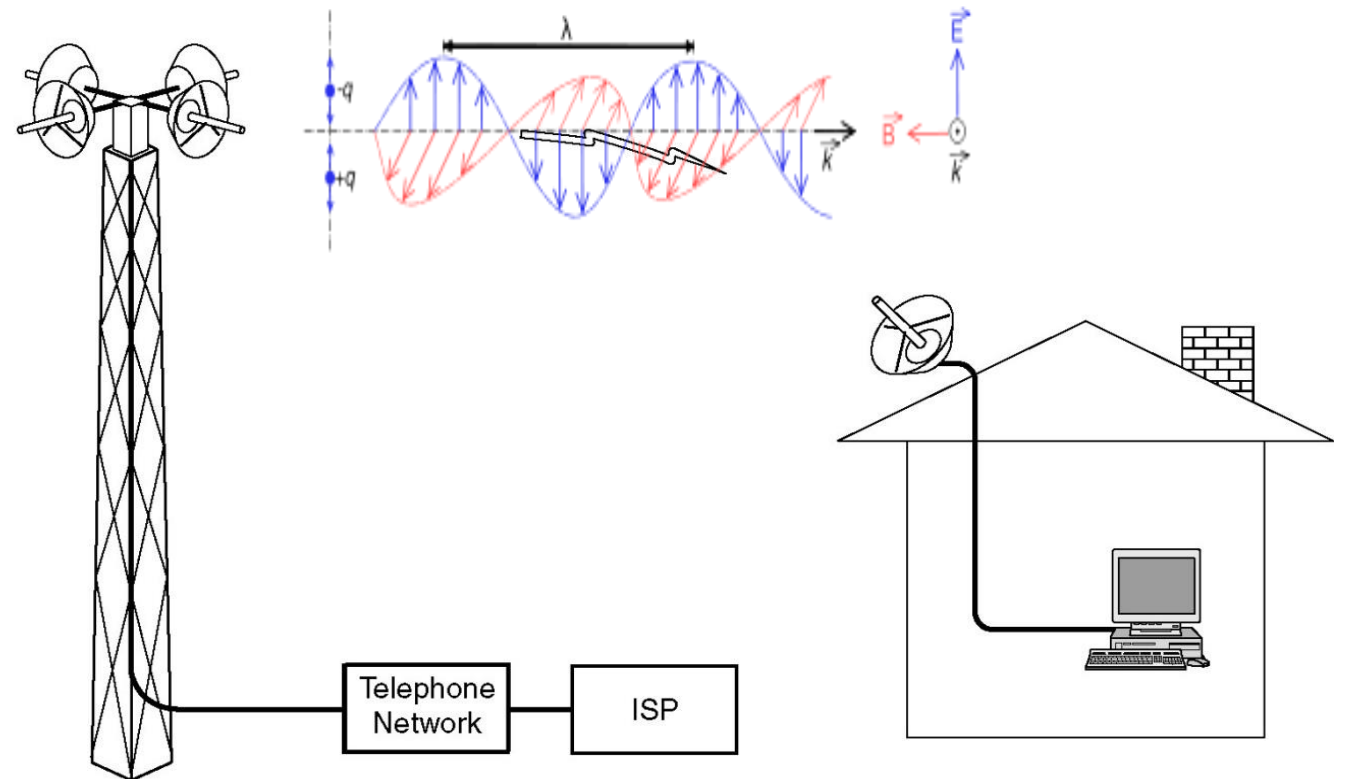 λ
-q
+q
k⃗
E⃗
B⃗
k⃗
Telephone
Network
ISP